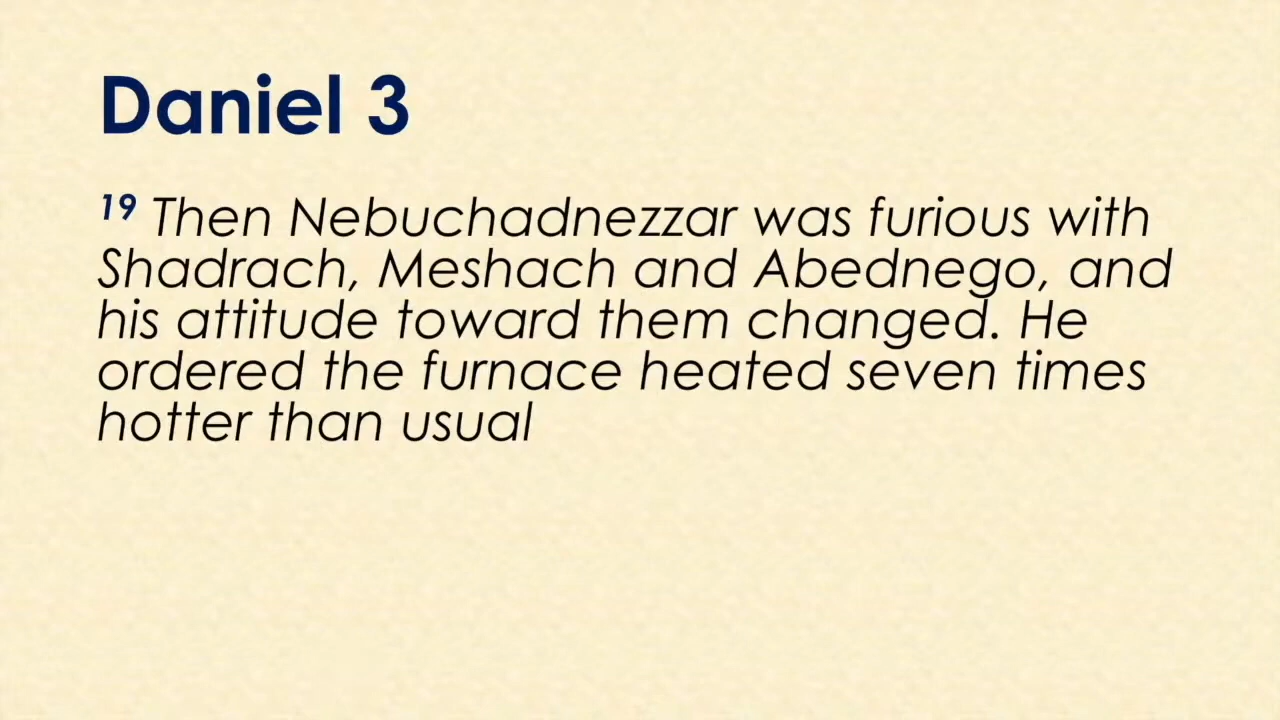 Daniel 3
19 Then Nebuchadnezzar was furious with
Shadrach, Meshach and Abednego, and
his attitude toward them changed. He
ordered the furnace heated seven times
hotter than usual